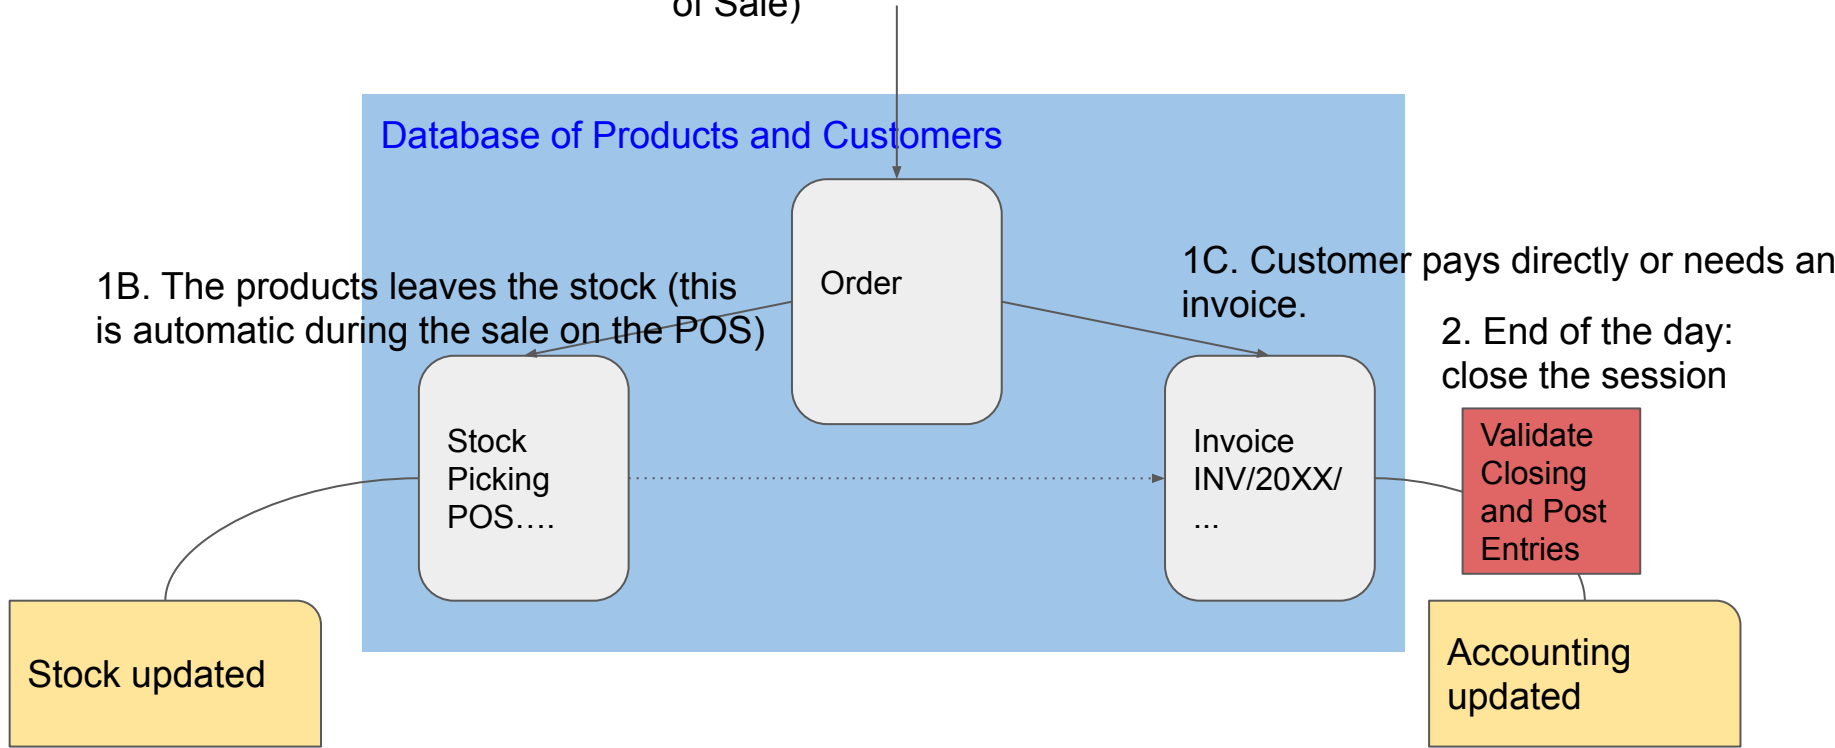 of Sale)
Database of Products and Customers
Order
1B. The products leaves the stock (this
is automatic during the sale on the POS)
1C. Customer pays directly or needs an
invoice.
2. End of the day:
close the session
Stock
Picking
POS....
Invoice
INV/20XX/
...
Validate
Closing
and Post
Entries
Stock updated
Accounting
updated